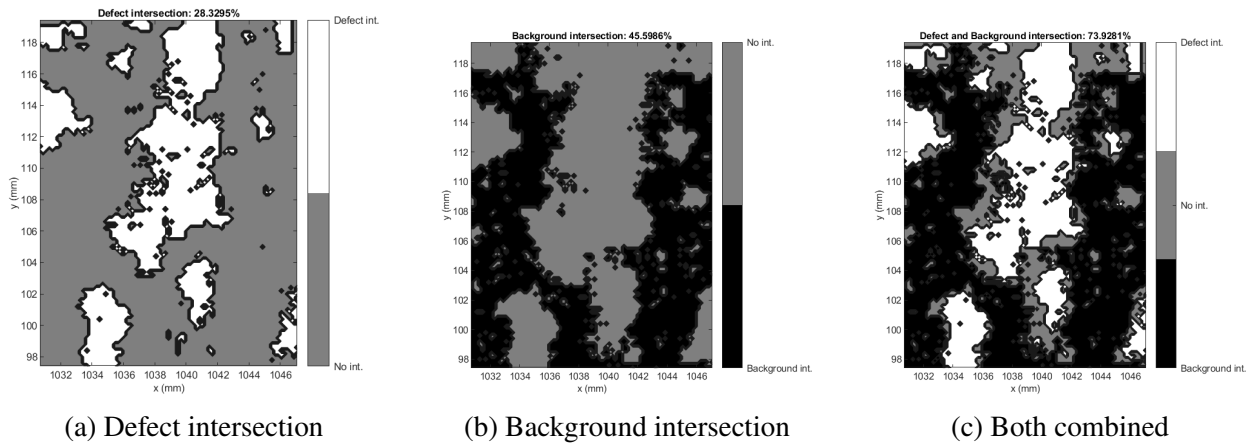 Defect intersection: 28.3295%
Defect int.
No int.
118
116
114
112
110
108
106
104
102
100
98
y (mm)
1032 1034 1036 1038 1040 1042 1044 1046
x (mm)
(a) Defect intersection
Background intersection: 45.5986%
No int.
Background int.
118
116
114
112
110
108
106
104
102
100
98
y (mm)
1032 1034 1036 1038 1040 1042 1044 1046
x (mm)
(b) Background intersection
Defect and Background intersection: 73.9281%
Defect int.
No int.
Background int.
118
116
114
112
110
108
106
104
102
100
98
y (mm)
1032 1034 1036 1038 1040 1042 1044 1046
x (mm)
(c) Both combined